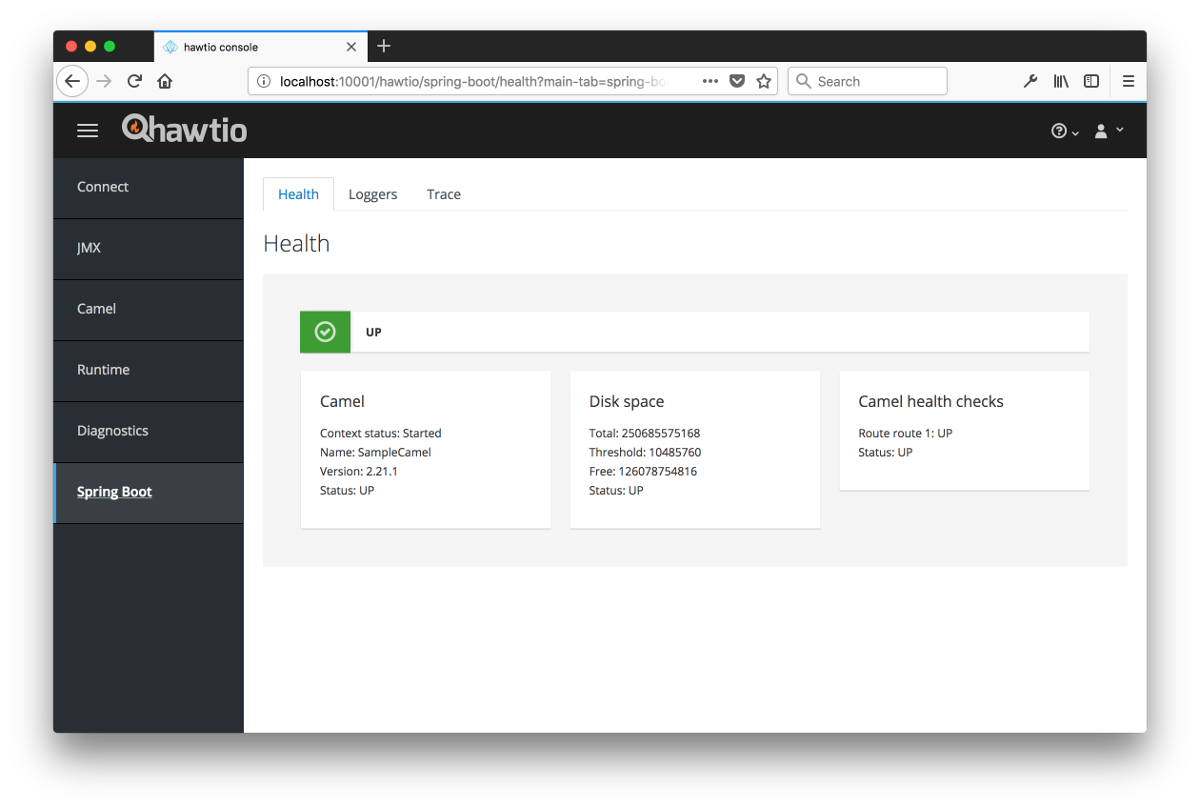 hawtio console
localhost:10001/hawtio/spring-boot/health?main-tab=spring-bo
Search
hawtio
Connect
JMX
Camel
Runtime
Diagnostics
Spring Boot
Health Loggers Trace
Health
UP
Camel
Context status: Started
Name: SampleCamel
Version: 2.21.1
Status: UP
Disk space
Total: 250685575168
Threshold: 10485760
Free: 126078754816
Status: UP
Camel health checks
Route route 1: UP
Status: UP